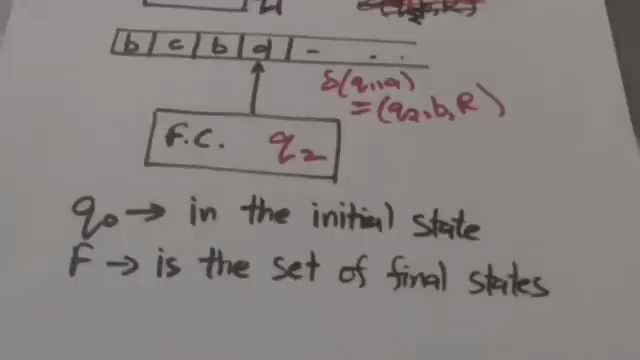 b c b a - . .
δ(q1,a)
= (q2, b, R)
F.C. q2
q0 → in the initial state
F → is the set of final states